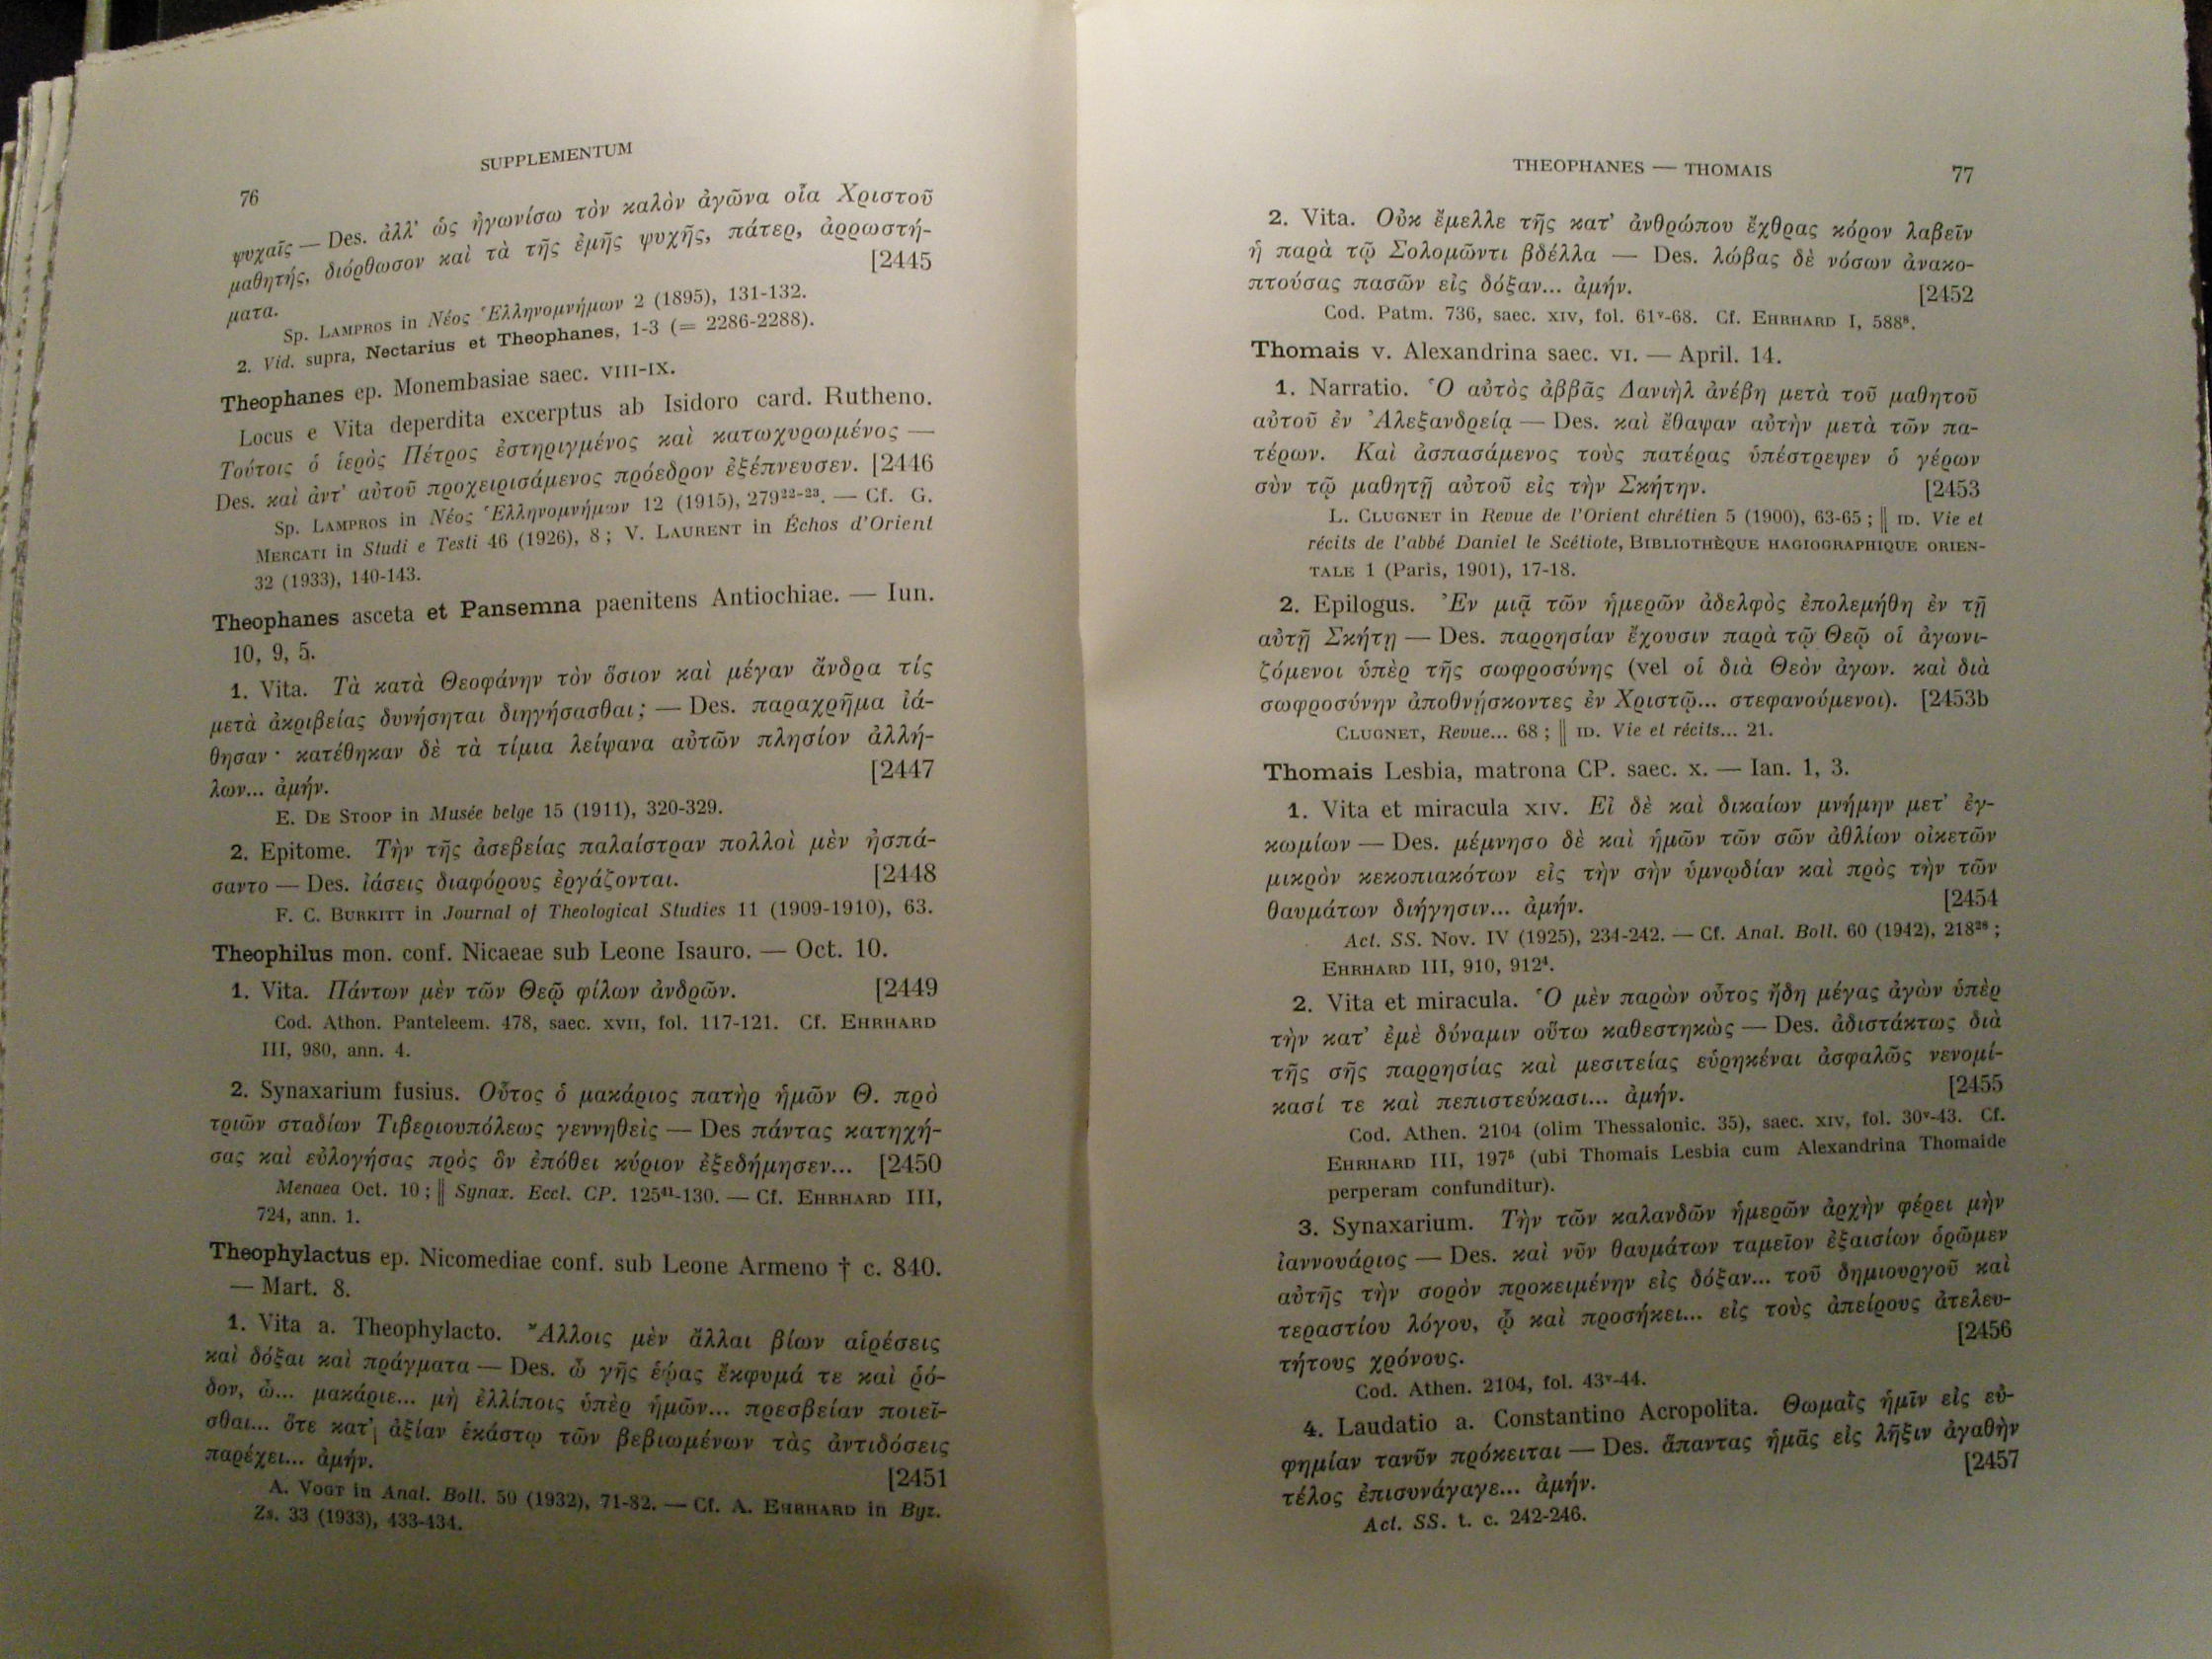 SUPPLEMENTUM
76
ψυχαῖς — Des. ἀλλ' ὡς ἠγωνίσω τὸν καλὸν ἀγῶνα οἷα Χριστοῦ
μαθητής, διόρθωσον καὶ τὰ τῆς ἐμῆς ψυχῆς, πάτερ, ἀρρωστή-
ματα. [2445
Sp. LAMPROS in Νέος Ἑλληνομνήμων 2 (1895), 131-132.
2. Vid. supra, Nectarius et Theophanes, 1-3 (= 2286-2288).
Theophanes ep. Monembasiae saec. VIII-IX.
Locus e Vita deperdita excerptus ab Isidoro card. Rutheno.
Τούτοις ὁ ἱερὸς Πέτρος ἐστηριγμένος καὶ κατωχυρωμένος —
Des. καὶ ἀντ' αὐτοῦ προχειρισάμενος πρόεδρον ἐξέπνευσεν. [2446
Sp. LAMPROS in Νέος Ἑλληνομνήμων 12 (1915), 279²²⁻²³. — Cf. G.
MERCATI in Studi e Testi 46 (1926), 8 ; V. LAURENT in Échos d'Orient
32 (1933), 140-143.
Theophanes asceta et Pansemna paenitens Antiochiae. — Iun.
10, 9, 5.
1. Vita. Τὰ κατὰ Θεοφάνην τὸν ὅσιον καὶ μέγαν ἄνδρα τίς
μετὰ ἀκριβείας δυνήσηται διηγήσασθαι; — Des. παραχρῆμα ἰά-
θησαν · κατέθηκαν δὲ τὰ τίμια λείψανα αὐτῶν πλησίον ἀλλή-
λων... ἀμήν. [2447
E. DE STOOP in Musée belge 15 (1911), 320-329.
2. Epitome. Τὴν τῆς ἀσεβείας παλαίστραν πολλοὶ μὲν ἠσπά-
σαντο — Des. ἰάσεις διαφόρους ἐργάζονται. [2448
F. C. BURKITT in Journal of Theological Studies 11 (1909-1910), 63.
Theophilus mon. conf. Nicaeae sub Leone Isauro. — Oct. 10.
1. Vita. Πάντων μὲν τῶν Θεῷ φίλων ἀνδρῶν. [2449
Cod. Athon. Panteleem. 478, saec. XVII, fol. 117-121. Cf. EHRHARD
III, 980, ann. 4.
2. Synaxarium fusius. Οὗτος ὁ μακάριος πατὴρ ἡμῶν Θ. πρὸ
τριῶν σταδίων Τιβεριουπόλεως γεννηθεὶς — Des πάντας κατηχή-
σας καὶ εὐλογήσας πρὸς ὃν ἐπόθει κύριον ἐξεδήμησεν... [2450
Menaea Oct. 10 ; || Synax. Eccl. CP. 125⁴¹-130. — Cf. EHRHARD III,
724, ann. 1.
Theophylactus ep. Nicomediae conf. sub Leone Armeno † c. 840.
— Mart. 8.
1. Vita a. Theophylacto. Ἄλλοις μὲν ἄλλαι βίων αἱρέσεις
καὶ δόξαι καὶ πράγματα — Des. ὦ γῆς ἑῴας ἔκφυμά τε καὶ ῥό-
δον, ὦ... μακάριε... μὴ ἐλλίποις ὑπὲρ ἡμῶν... πρεσβείαν ποιεῖ-
σθαι... ὅτε κατ' ἀξίαν ἑκάστῳ τῶν βεβιωμένων τὰς ἀντιδόσεις
παρέχει... ἀμήν. [2451
A. VOGT in Anal. Boll. 50 (1932), 71-82. — Cf. A. EHRHARD in Byz.
Zs. 33 (1933), 433-434.
THEOPHANES — THOMAIS 77
2. Vita. Οὐκ ἔμελλε τῆς κατ' ἀνθρώπου ἔχθρας κόρον λαβεῖν
ἡ παρὰ τῷ Σολομῶντι βδέλλα — Des. λώβας δὲ νόσων ἀνακο-
πτούσας πασῶν εἰς δόξαν... ἀμήν. [2452
Cod. Patm. 736, saec. XIV, fol. 61ᵛ-68. Cf. EHRHARD I, 588⁸.
Thomais v. Alexandrina saec. VI. — April. 14.
1. Narratio. Ὁ αὐτὸς ἀββᾶς Δανιὴλ ἀνέβη μετὰ τοῦ μαθητοῦ
αὐτοῦ ἐν Ἀλεξανδρείᾳ — Des. καὶ ἔθαψαν αὐτὴν μετὰ τῶν πα-
τέρων. Καὶ ἀσπασάμενος τοὺς πατέρας ὑπέστρεψεν ὁ γέρων
σὺν τῷ μαθητῇ αὐτοῦ εἰς τὴν Σκήτην. [2453
L. CLUGNET in Revue de l'Orient chrétien 5 (1900), 63-65 ; || ID. Vie et
récits de l'abbé Daniel le Scétiote, BIBLIOTHÈQUE HAGIOGRAPHIQUE ORIEN-
TALE 1 (Paris, 1901), 17-18.
2. Epilogus. Ἐν μιᾷ τῶν ἡμερῶν ἀδελφὸς ἐπολεμήθη ἐν τῇ
αὐτῇ Σκήτῃ — Des. παρρησίαν ἔχουσιν παρὰ τῷ Θεῷ οἱ ἀγωνι-
ζόμενοι ὑπὲρ τῆς σωφροσύνης (vel οἱ διὰ Θεὸν ἀγων. καὶ διὰ
σωφροσύνην ἀποθνήσκοντες ἐν Χριστῷ... στεφανούμενοι). [2453b
CLUGNET, Revue... 68 ; || ID. Vie et récits... 21.
Thomais Lesbia, matrona CP. saec. X. — Ian. 1, 3.
1. Vita et miracula XIV. Εἰ δὲ καὶ δικαίων μνήμην μετ' ἐγ-
κωμίων — Des. μέμνησο δὲ καὶ ἡμῶν τῶν σῶν ἀθλίων οἰκετῶν
μικρὸν κεκοπιακότων εἰς τὴν σὴν ὑμνῳδίαν καὶ πρὸς τὴν τῶν
θαυμάτων διήγησιν... ἀμήν. [2454
Act. SS. Nov. IV (1925), 234-242. — Cf. Anal. Boll. 60 (1942), 218²⁸ ;
EHRHARD III, 910, 912⁴.
2. Vita et miracula. Ὁ μὲν παρὼν οὗτος ἤδη μέγας ἀγὼν ὑπὲρ
τὴν κατ' ἐμὲ δύναμιν οὕτω καθεστηκὼς — Des. ἀδιστάκτως διὰ
τῆς σῆς παρρησίας καὶ μεσιτείας εὑρηκέναι ἀσφαλῶς νενομί-
κασί τε καὶ πεπιστεύκασι... ἀμήν. [2455
Cod. Athen. 2104 (olim Thessalonic. 35), saec. XIV, fol. 30ᵛ-43. Cf.
EHRHARD III, 197⁵ (ubi Thomais Lesbia cum Alexandrina Thomaide
perperam confunditur).
3. Synaxarium. Τὴν τῶν καλανδῶν ἡμερῶν ἀρχὴν φέρει μὴν
ἰαννουάριος — Des. καὶ νῦν θαυμάτων ταμεῖον ἐξαισίων ὁρῶμεν
αὐτῆς τὴν σορὸν προκειμένην εἰς δόξαν... τοῦ δημιουργοῦ καὶ
τεραστίου λόγου, ᾧ καὶ προσήκει... εἰς τοὺς ἀπείρους ἀτελευ-
τήτους χρόνους. [2456
Cod. Athen. 2104, fol. 43ᵛ-44.
4. Laudatio a. Constantino Acropolita. Θωμαῒς ἡμῖν εἰς εὐ-
φημίαν τανῦν πρόκειται — Des. ἅπαντας ἡμᾶς εἰς λῆξιν ἀγαθὴν
τέλος ἐπισυνάγαγε... ἀμήν. [2457
Act. SS. t. c. 242-246.